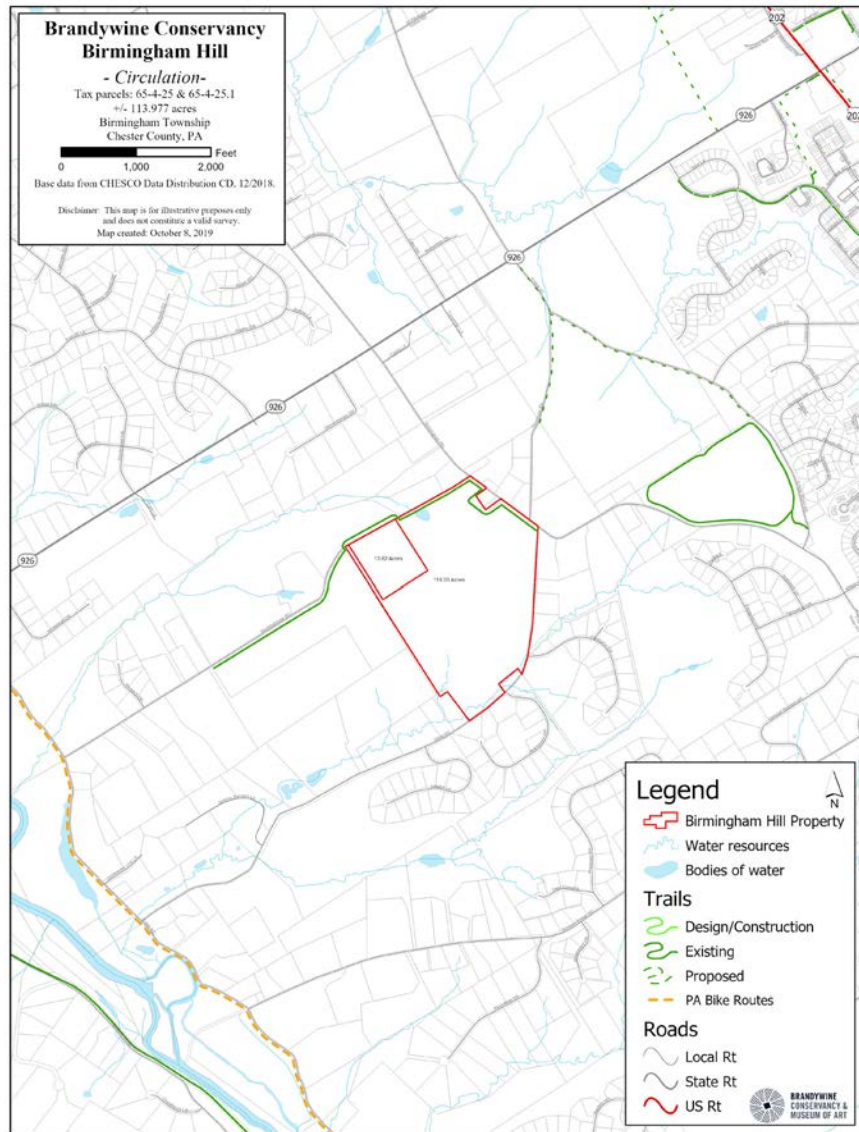 Brandywine Conservancy
Birmingham Hill
- Circulation-
Tax parcels: 65-4-25 & 65-4-25.1
+/- 113.977 acres
Birmingham Township
Chester County, PA
Feet
0 1,000 2,000
Base data from CHESCO Data Distribution CD, 12/2018.
Disclaimer: This map is for illustrative purposes only
and does not constitute a valid survey.
Map created: October 8, 2019
202
926
202
926
926
926
13.62 Acres
Legend
N
Birmingham Hill Property
Water resources
Bodies of water
Trails
Design/Construction
Existing
Proposed
PA Bike Routes
Roads
Local Rt
State Rt
US Rt
BRANDYWINE
CONSERVANCY &
MUSEUM OF ART